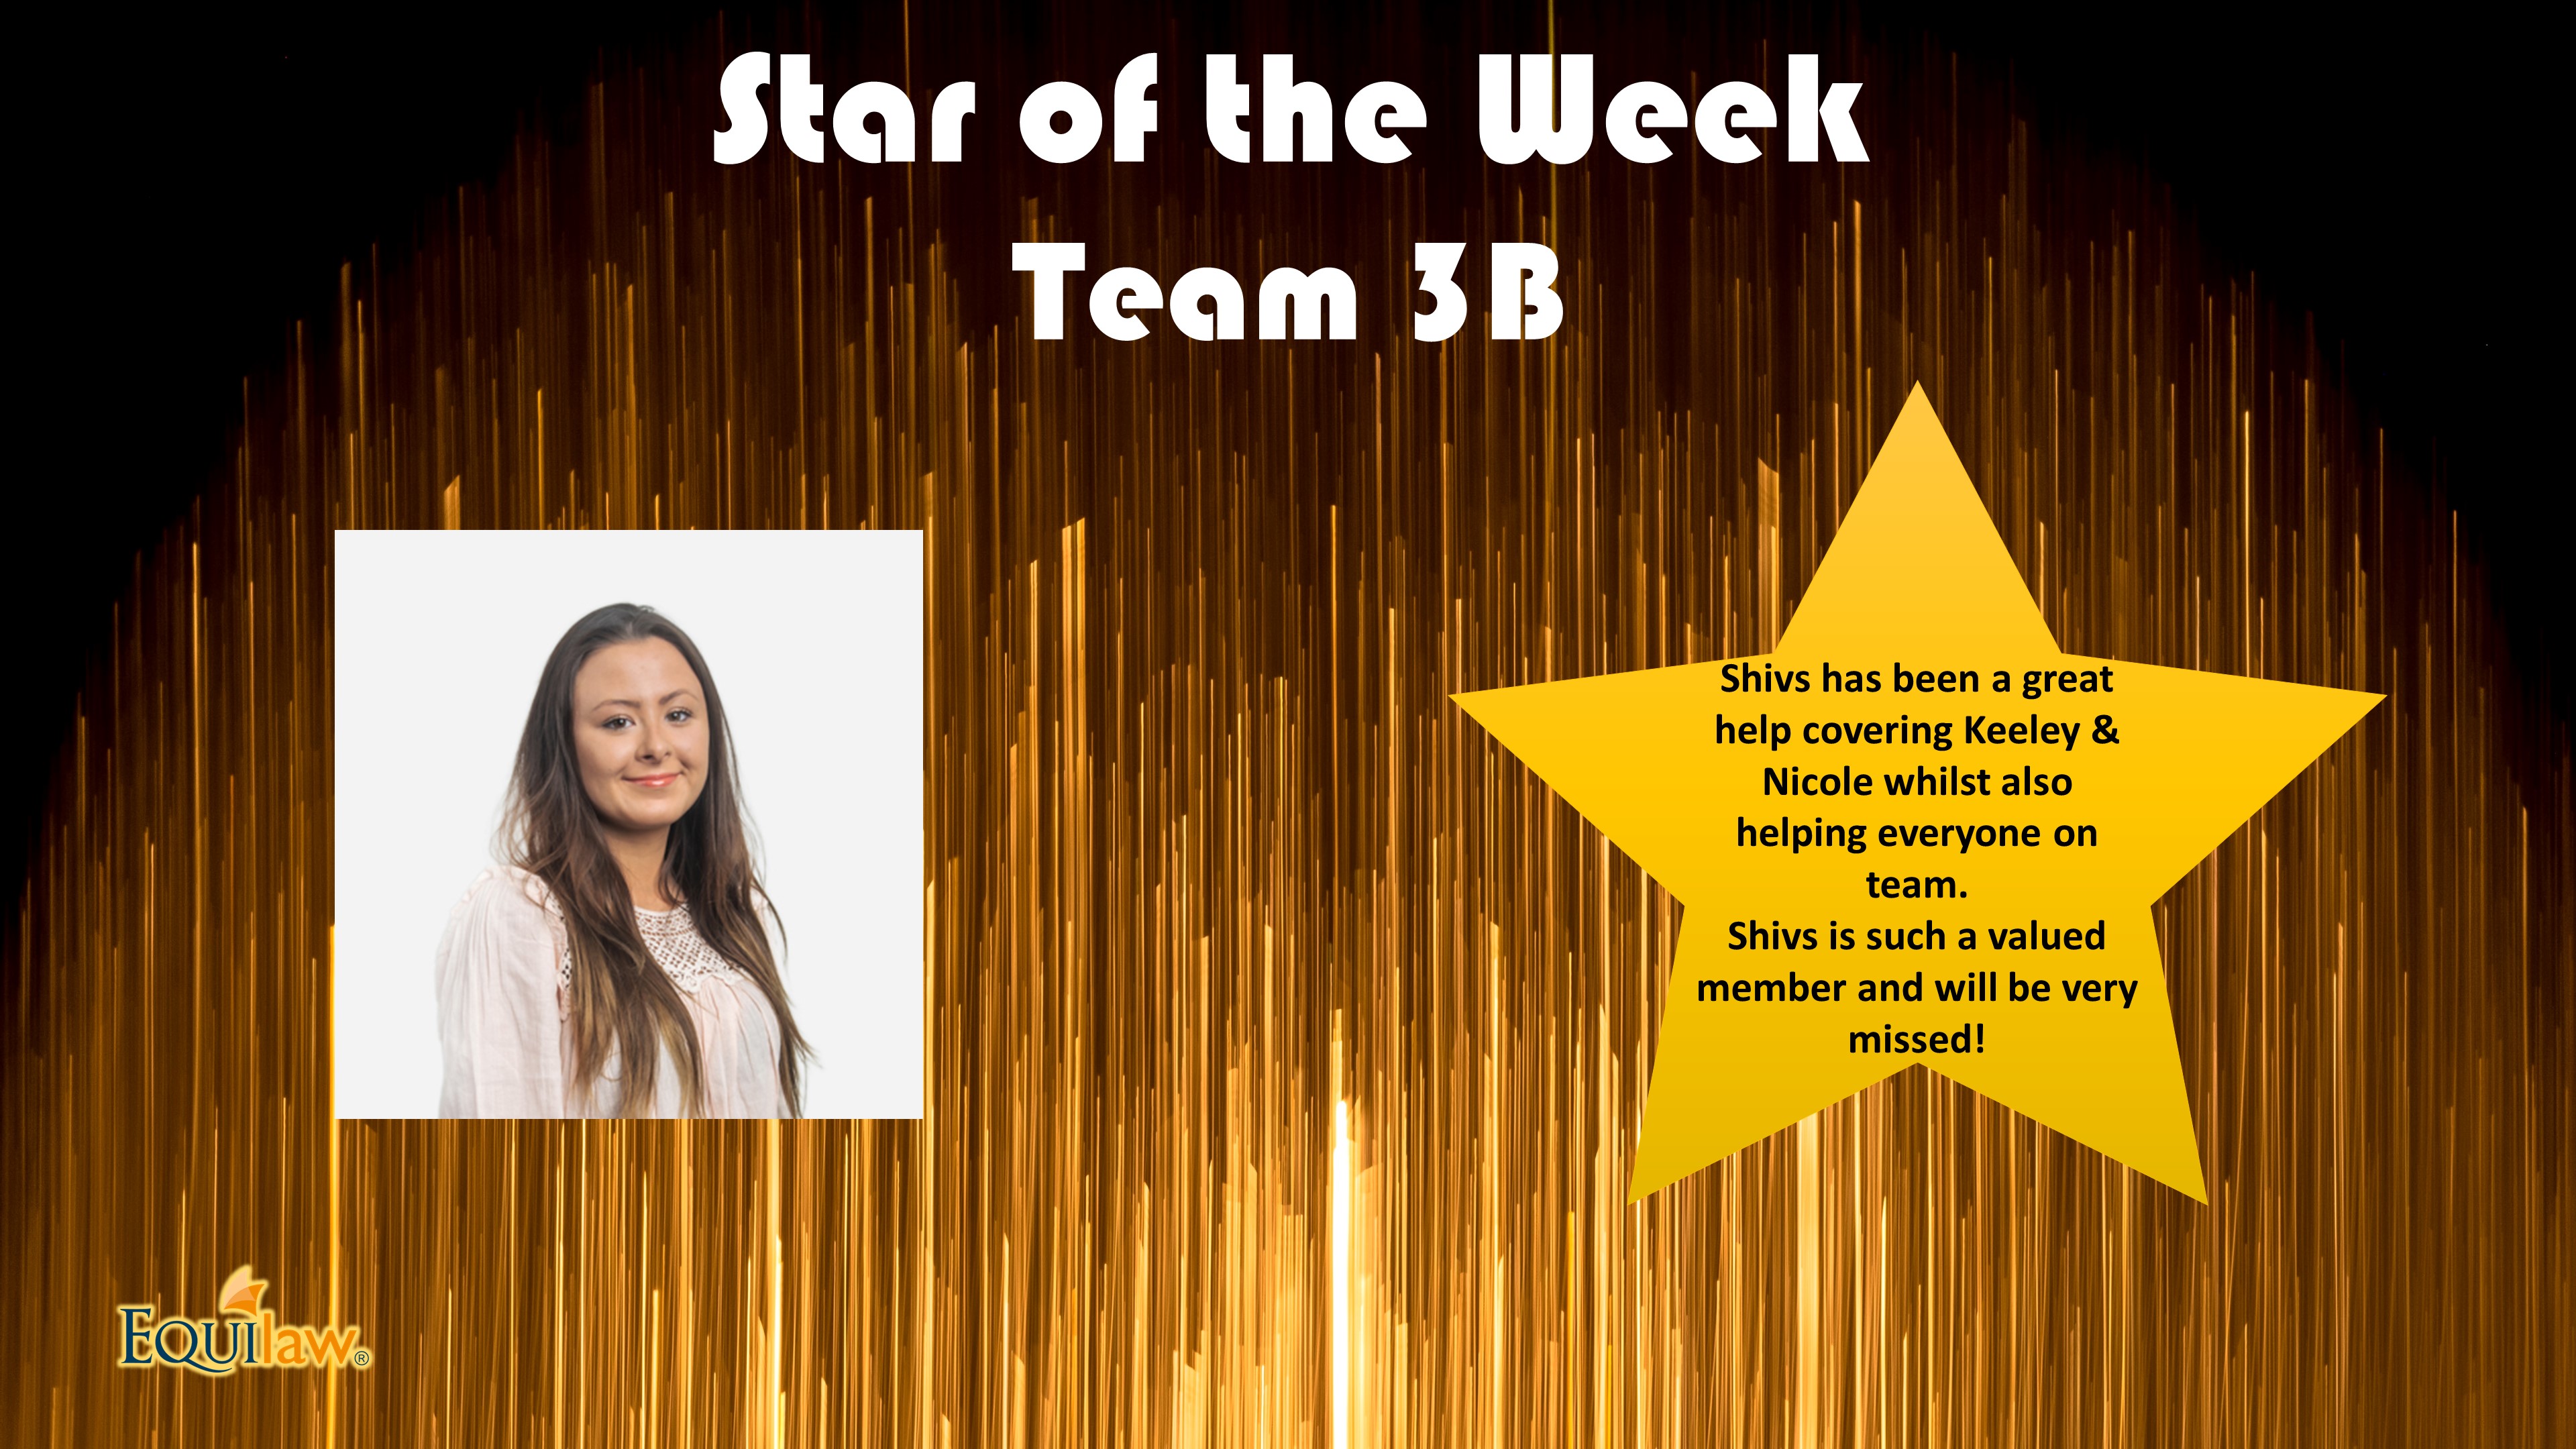 Star of the Week
Team 3B
Shivs has been a great
help covering Keeley &
Nicole whilst also
helping everyone on
team.
Shivs is such a valued
member and will be very
missed!
EQUIlaw®